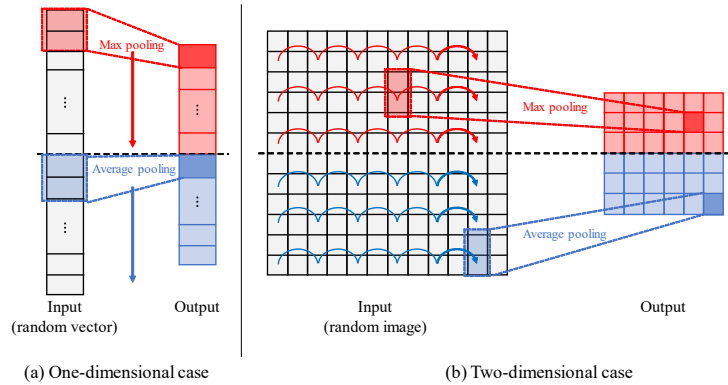 Max pooling
⋮
⋮
Average pooling
⋮
⋮
Input
(random vector)
Output
(a) One-dimensional case
Max pooling
Average pooling
Input
(random image)
Output
(b) Two-dimensional case